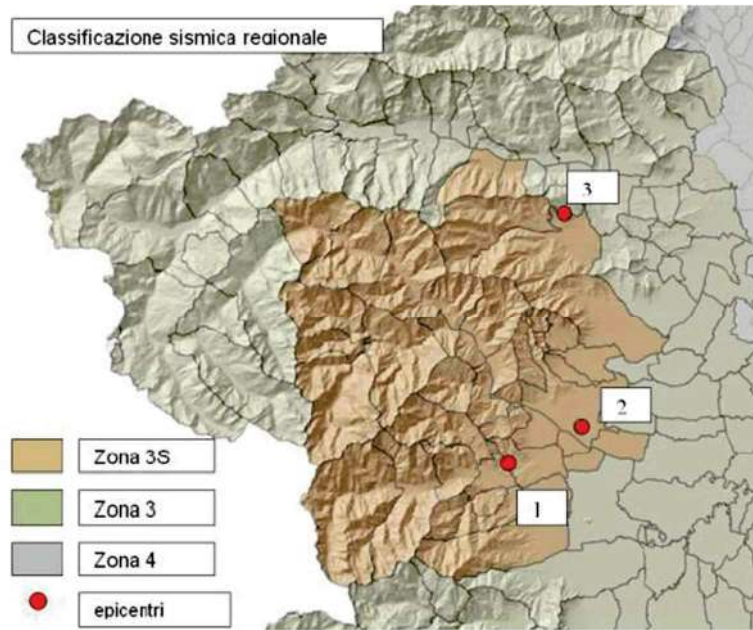 Classificazione sismica regionale
3
2
1
Zona 3S
Zona 3
Zona 4
epicentri